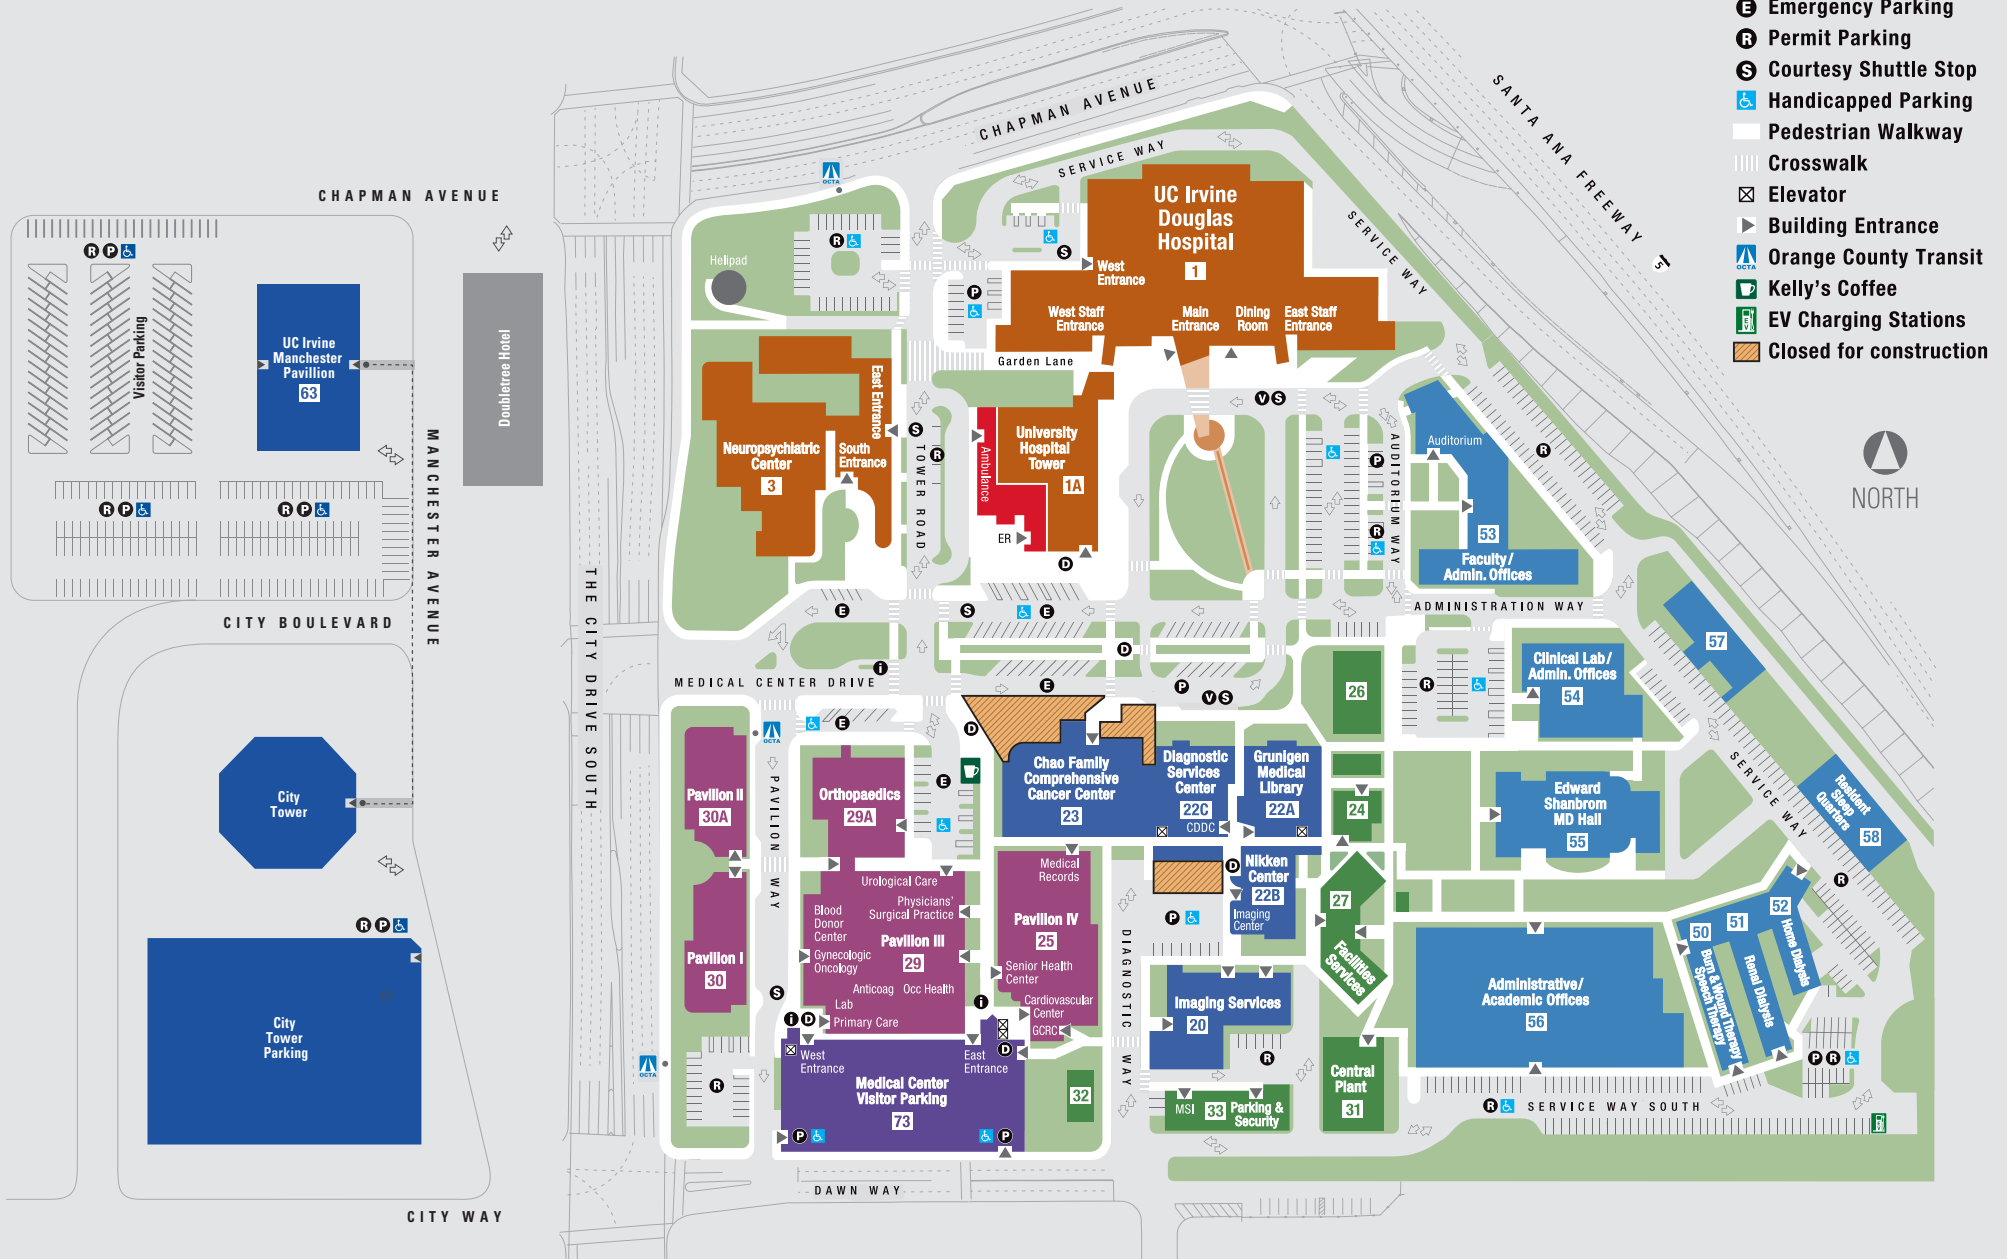 Emergency Parking
Permit Parking
Courtesy Shuttle Stop
Handicapped Parking
Pedestrian Walkway
Crosswalk
Elevator
Building Entrance
Orange County Transit
Kelly's Coffee
EV Charging Stations
Closed for construction
NORTH
SANTA ANA FREEWAY
5
CHAPMAN AVENUE
CHAPMAN AVENUE
SERVICE WAY
SERVICE WAY
OCTA
Helipad
UC Irvine
Douglas
Hospital
1
West
Entrance
West Staff
Entrance
Main
Entrance
Dining
Room
East Staff
Entrance
Garden Lane
Visitor Parking
UC Irvine
Manchester
Pavillion
63
Doubletree Hotel
MANCHESTER AVENUE
CITY BOULEVARD
THE CITY DRIVE SOUTH
Neuropsychiatric
Center
3
East Entrance
South
Entrance
TOWER ROAD
Ambulance
University
Hospital
Tower
1A
ER
AUDITORIUM WAY
Auditorium
53
Faculty/
Admin. Offices
ADMINISTRATION WAY
57
Clinical Lab/
Admin. Offices
54
26
MEDICAL CENTER DRIVE
OCTA
PAVILION WAY
Pavilion II
30A
Orthopaedics
29A
Chao Family
Comprehensive
Cancer Center
23
Diagnostic
Services
Center
22C
CDDC
Grunigen
Medical
Library
22A
24
Edward
Shanbrom
MD Hall
55
SERVICE WAY
Resident
Sleep
Quarters
58
City
Tower
Urological Care
Physicians'
Surgical Practice
Blood
Donor
Center
Pavilion III
29
Gynecologic
Oncology
Anticoag
Occ Health
Lab
Primary Care
Pavilion I
30
Medical
Records
Pavilion IV
25
Senior Health
Center
Cardiovascular
Center
GCRC
Nikken
Center
22B
Imaging
Center
27
Facilities
Services
DIAGNOSTIC WAY
Imaging Services
20
Administrative/
Academic Offices
56
50
Burn & Wound Therapy
Speech Therapy
51
Renal Dialysis
52
Home Dialysis
City
Tower
Parking
OCTA
West
Entrance
East
Entrance
Medical Center
Visitor Parking
73
32
MSI
33
Parking &
Security
Central
Plant
31
SERVICE WAY SOUTH
DAWN WAY
CITY WAY